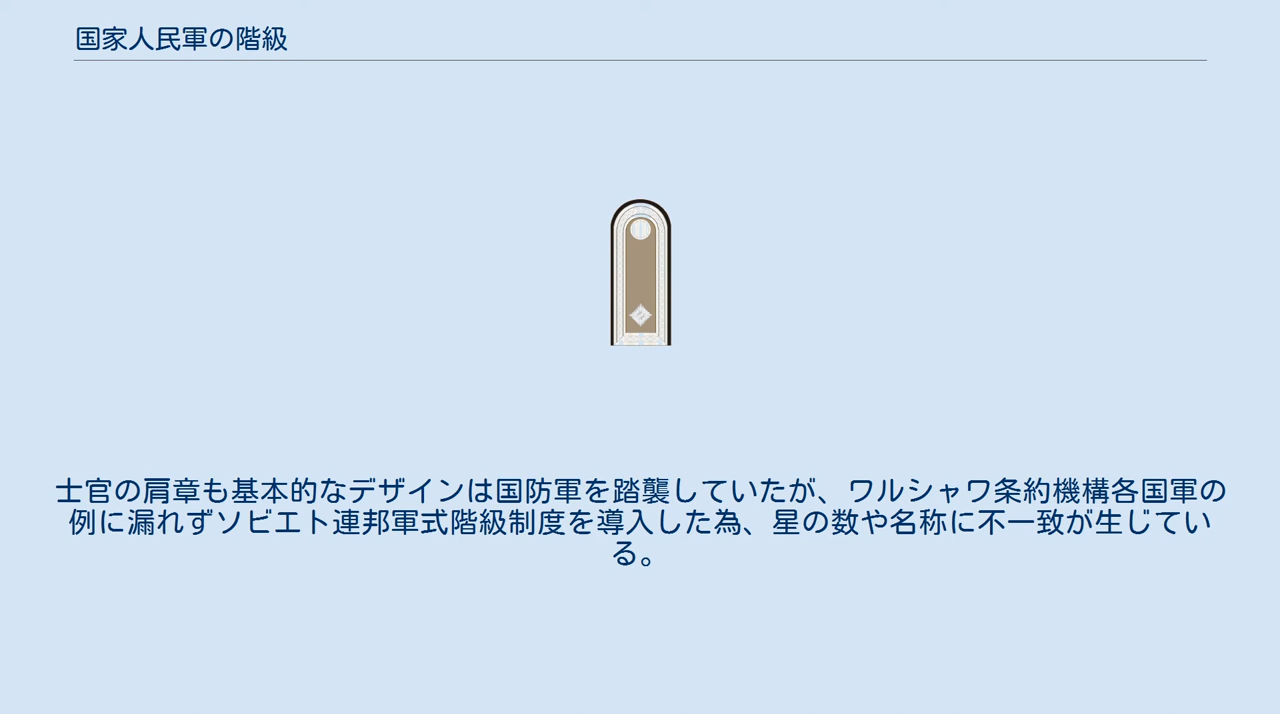 国家人民軍の階級
士官の肩章も基本的なデザインは国防軍を踏襲していたが、ワルシャワ条約機構各国軍の
例に漏れずソビエト連邦軍式階級制度を導入した為、星の数や名称に不一致が生じてい
る。